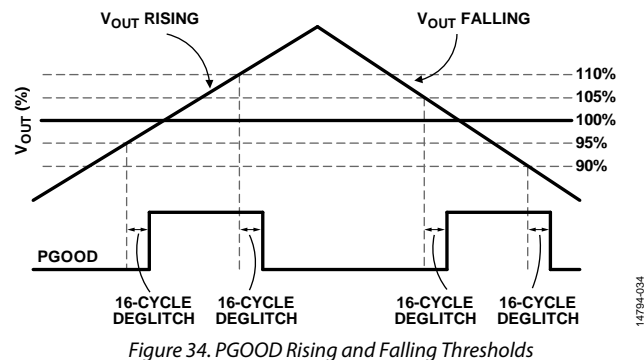 VOUT RISING
VOUT FALLING
VOUT (%)
110%
105%
100%
95%
90%
PGOOD
16-CYCLE
DEGLITCH
16-CYCLE
DEGLITCH
16-CYCLE
DEGLITCH
16-CYCLE
DEGLITCH
14794-034
Figure 34. PGOOD Rising and Falling Thresholds